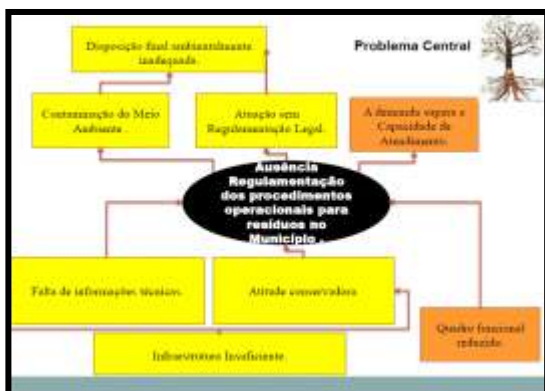 Disposição final ambientalmente
inadequada.
Problema Central
Contaminação do Meio
Ambiente.
Atuação sem
Regulamentação Legal.
A demanda supera a
Capacidade de
Atendimento.
Ausência
Regulamentação
dos procedimentos
operacionais para
resíduos no
Município .
Falta de informações técnicas.
Atitude conservadora
Quadro funcional
reduzido.
Infraestrutura Insuficiente.